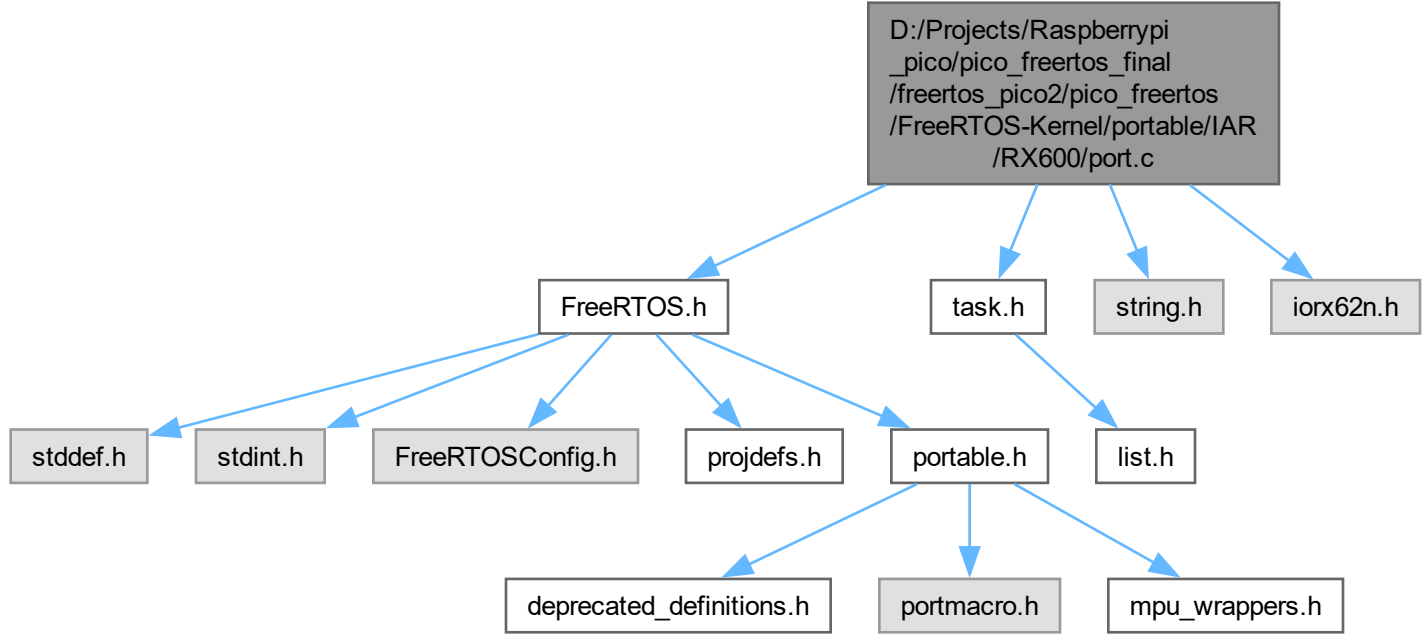 D:/Projects/Raspberrypi
_pico/pico_freertos_final
/freertos_pico2/pico_freertos
/FreeRTOS-Kernel/portable/IAR
/RX600/port.c
FreeRTOS.h
task.h
string.h
iorx62n.h
stddef.h
stdint.h
FreeRTOSConfig.h
projdefs.h
portable.h
list.h
deprecated_definitions.h
portmacro.h
mpu_wrappers.h